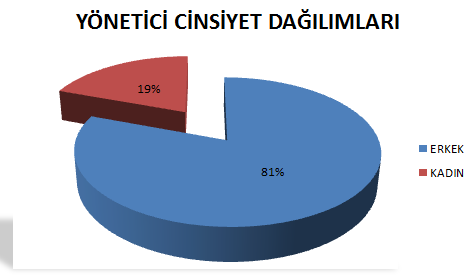 YÖNETİCİ CİNSİYET DAĞILIMLARI
19%
81%
ERKEK
KADIN